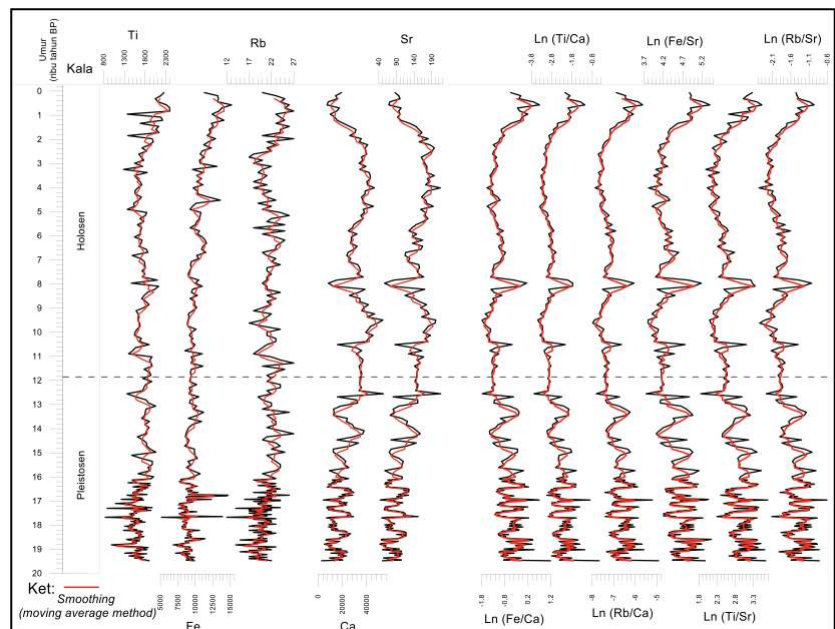 Umur
(ribu tahun BP)
Kala
Ti
Rb
Sr
Ln (Ti/Ca)
Ln (Fe/Sr)
Ln (Rb/Sr)
800 1300 1800 2300
12 17 22 27
40 90 140 190
-3.8 -2.8 -1.8 -0.8
3.7 4.2 4.7 5.2
-2.1 -1.6 -1.1 -0.6
0
1
2
3
4
5
6
7
8
9
10
11
12
13
14
15
16
17
18
19
20
Holosen
Pleistosen
Ket:
Smoothing
(moving average method)
5000 7500 10000 12500 15000
0 20000 40000
-1.8 -0.8 0.2 1.2
-8 -7 -6 -5
1.8 2.3 2.8 3.3
Fe
Ca
Ln (Fe/Ca)
Ln (Rb/Ca)
Ln (Ti/Sr)